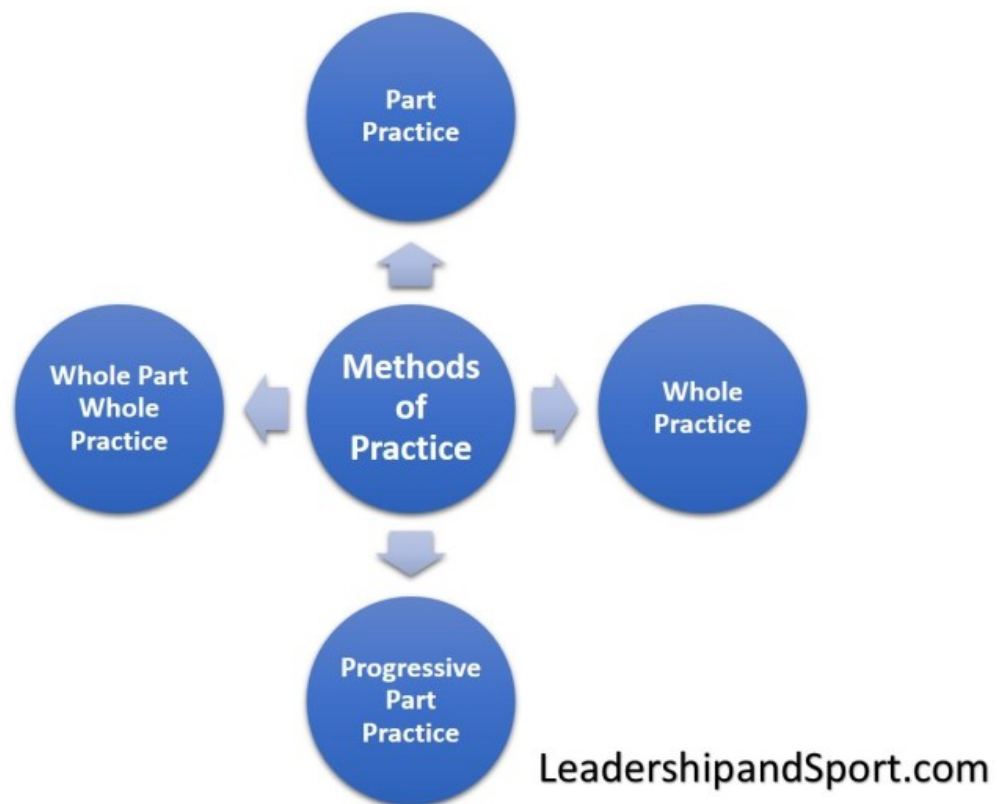 Part
Practice
Whole Part
Whole
Practice
Methods
of
Practice
Whole
Practice
Progressive
Part
Practice
LeadershipandSport.com